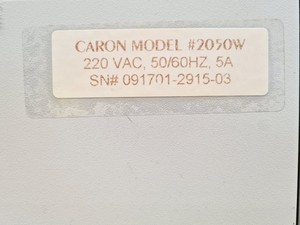 CARON MODEL #2050W
220 VAC, 50/60HZ, 5A
SN# 091701-2915-03